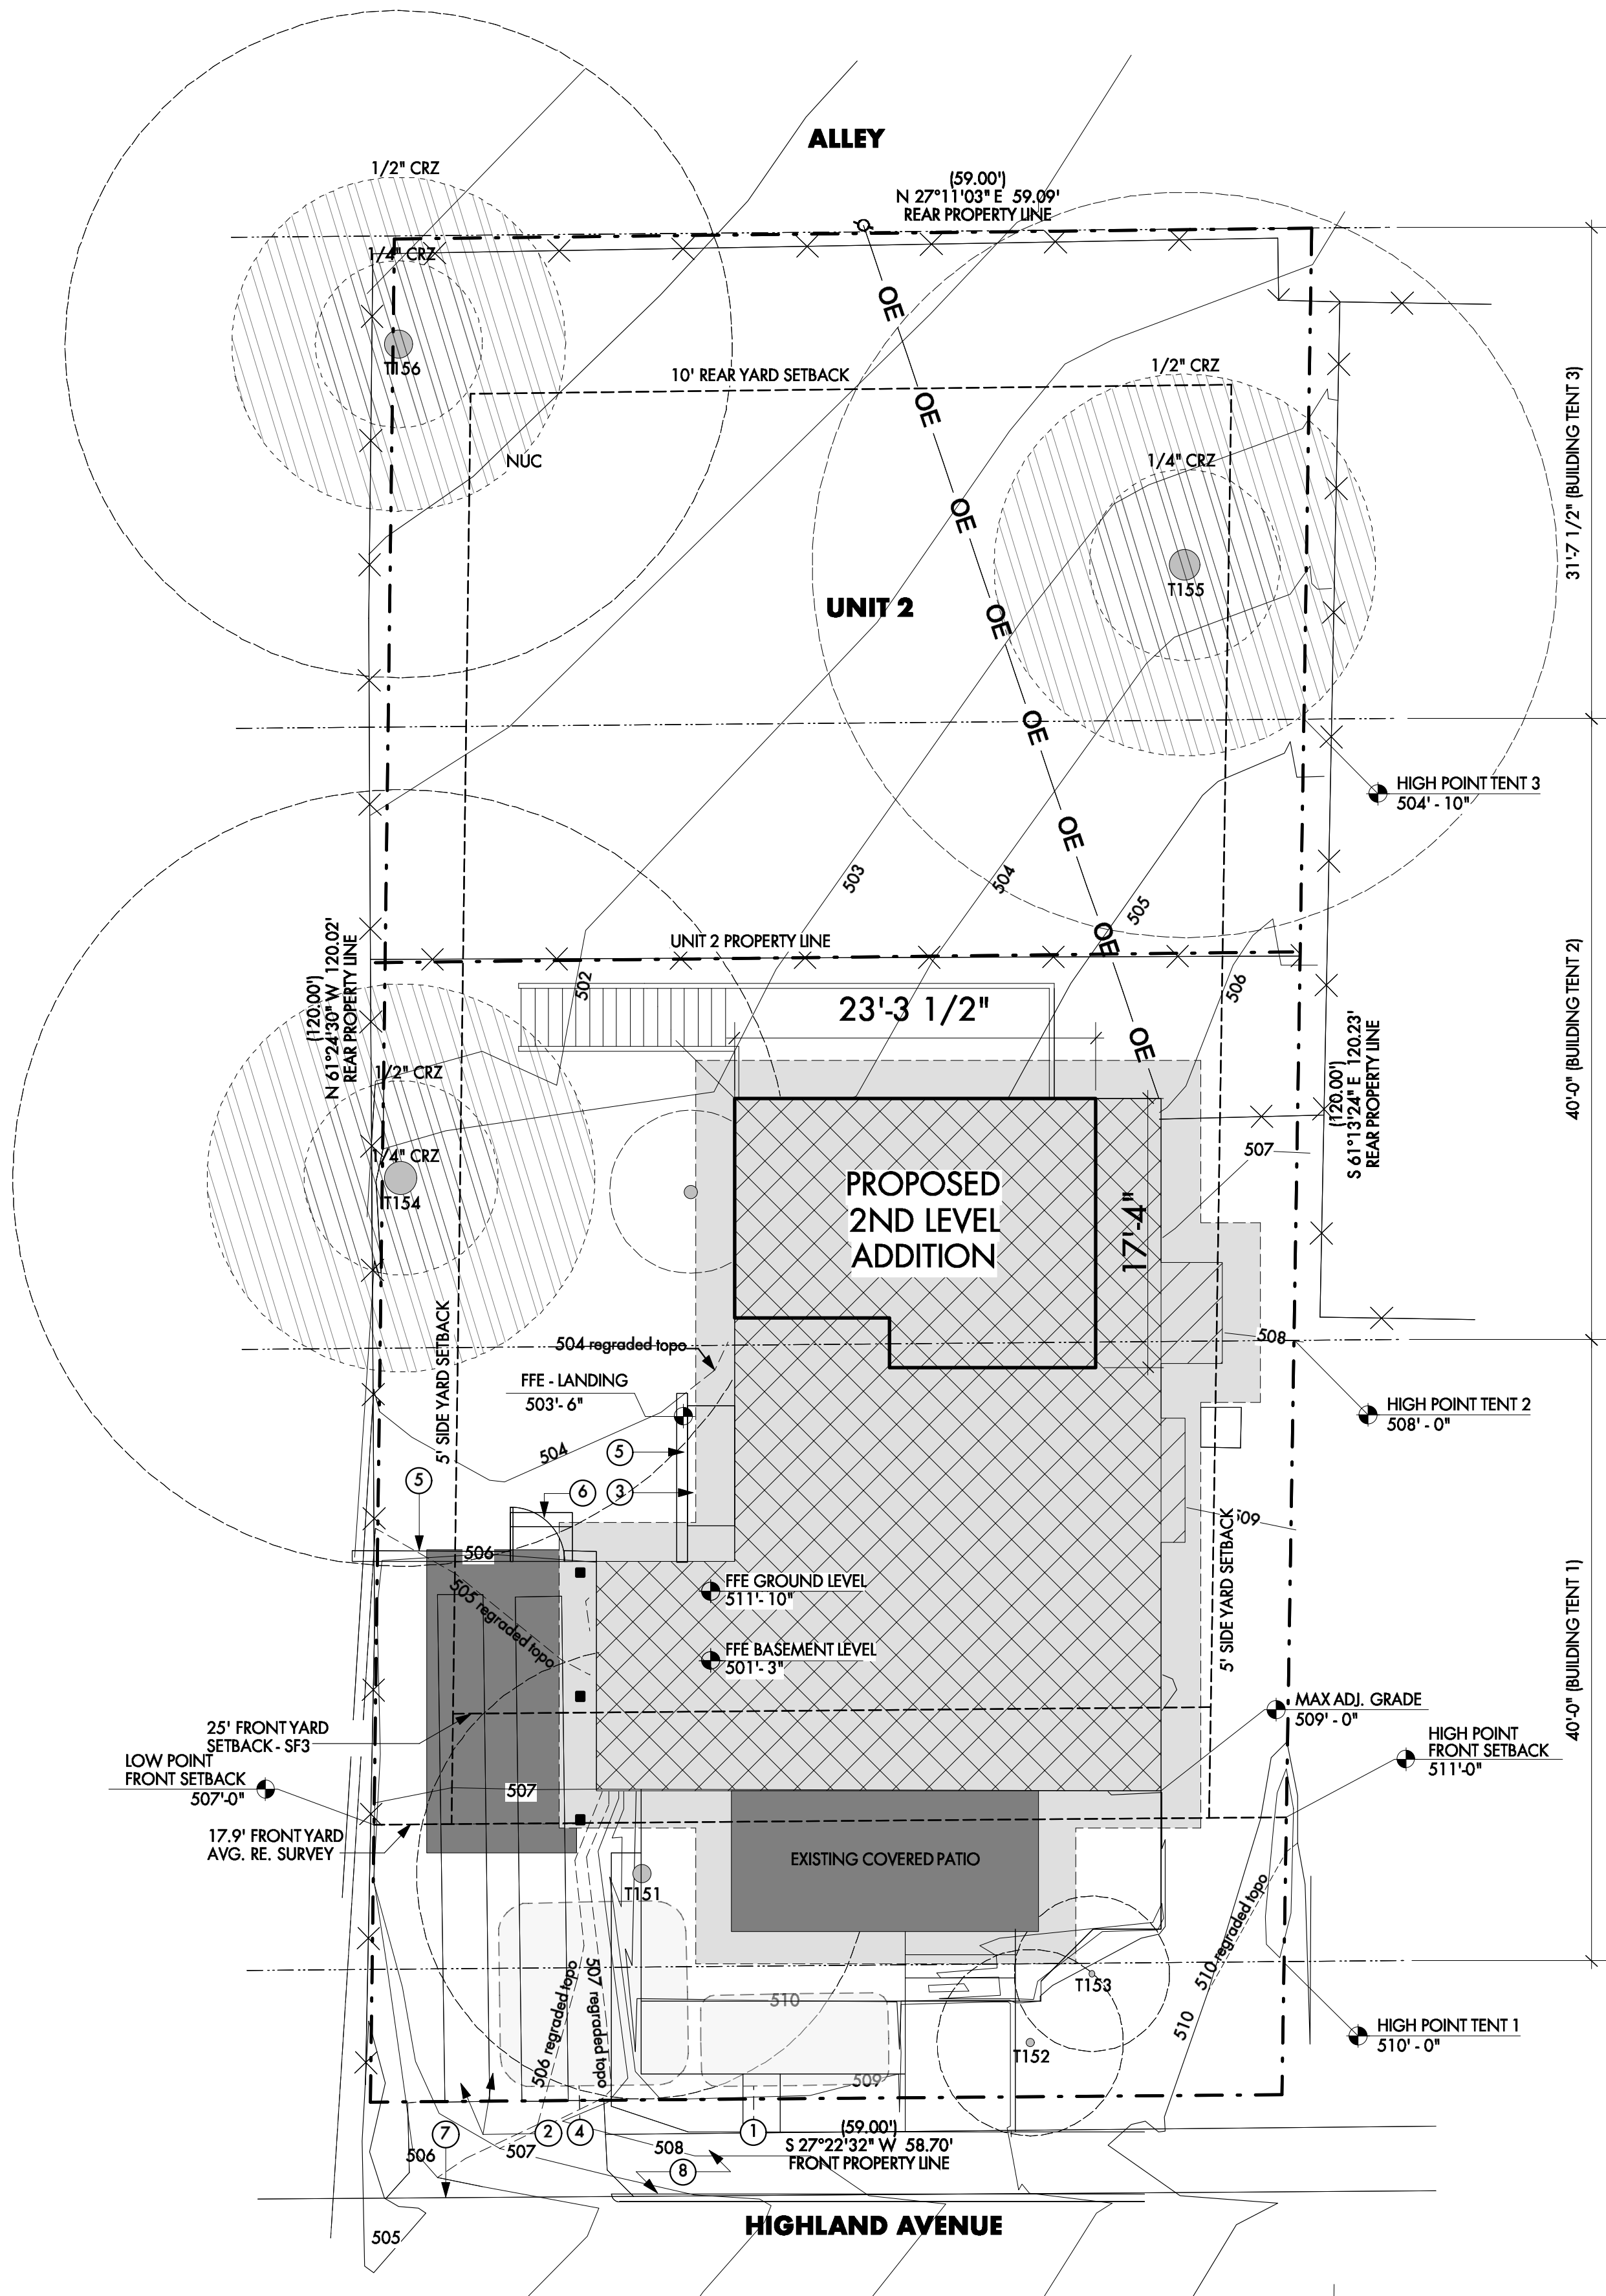 ALLEY
1/2" CRZ
(59.00')
N 27°11'03" E 59.09'
REAR PROPERTY LINE
1/4" CRZ
OE
T156
10' REAR YARD SETBACK
1/2" CRZ
OE
NUC
1/4" CRZ
31'-7 1/2" (BUILDING TENT 3)
OE
T155
UNIT 2
OE
OE
HIGH POINT TENT 3
504' - 10"
OE
503
504
505
OE
UNIT 2 PROPERTY LINE
(120.00')
N 61°24'30" W 120.02'
REAR PROPERTY LINE
502
506
23'-3 1/2"
OE
40'-0" (BUILDING TENT 2)
(120.00')
S 61°13'24" E 120.23'
REAR PROPERTY LINE
1/2" CRZ
1/4" CRZ
507
T154
PROPOSED
2ND LEVEL
ADDITION
17'-4"
5' SIDE YARD SETBACK
504 regraded topo
508
FFE - LANDING
503'- 6"
HIGH POINT TENT 2
508' - 0"
504
5
5
6
3
509
506
505 regraded topo
FFE GROUND LEVEL
511'- 10"
5' SIDE YARD SETBACK
40'-0" (BUILDING TENT 1)
FFE BASEMENT LEVEL
501'- 3"
MAX ADJ. GRADE
509' - 0"
25' FRONT YARD
SETBACK - SF3
HIGH POINT
FRONT SETBACK
511'-0"
LOW POINT
FRONT SETBACK
507'-0"
507
17.9' FRONT YARD
AVG. RE. SURVEY
EXISTING COVERED PATIO
T151
510 regraded topo
T153
506 regraded topo
507 regraded topo
510
510
HIGH POINT TENT 1
510' - 0"
T152
509
7
2
4
1
(59.00')
S 27°22'32" W 58.70'
FRONT PROPERTY LINE
506
507
508
8
HIGHLAND AVENUE
505